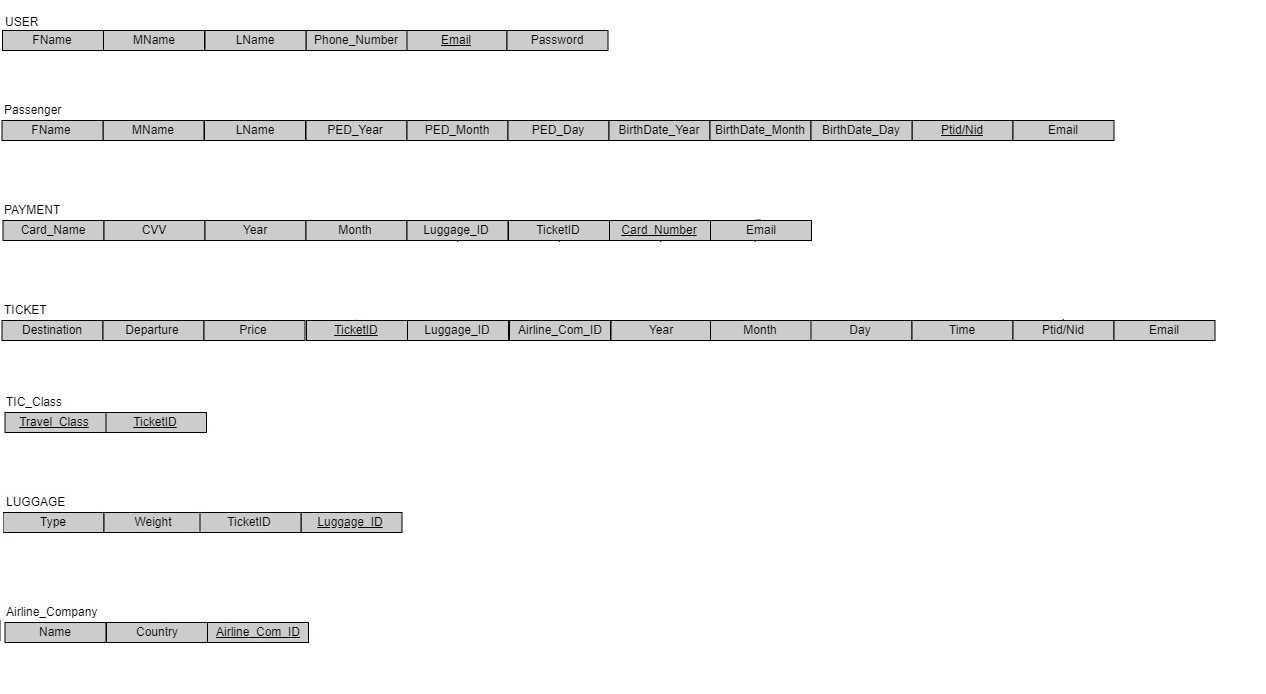 USER
FName MName LName Phone_Number Email Password
Passenger
FName MName LName PED_Year PED_Month PED_Day BirthDate_Year BirthDate_Month BirthDate_Day Ptid/Nid Email
PAYMENT
Card_Name CVV Year Month Luggage_ID TicketID Card_Number Email
TICKET
Destination Departure Price TicketID Luggage_ID Airline_Com_ID Year Month Day Time Ptid/Nid Email
TIC_Class
Travel_Class TicketID
LUGGAGE
Type Weight TicketID Luggage_ID
Airline_Company
Name Country Airline_Com_ID